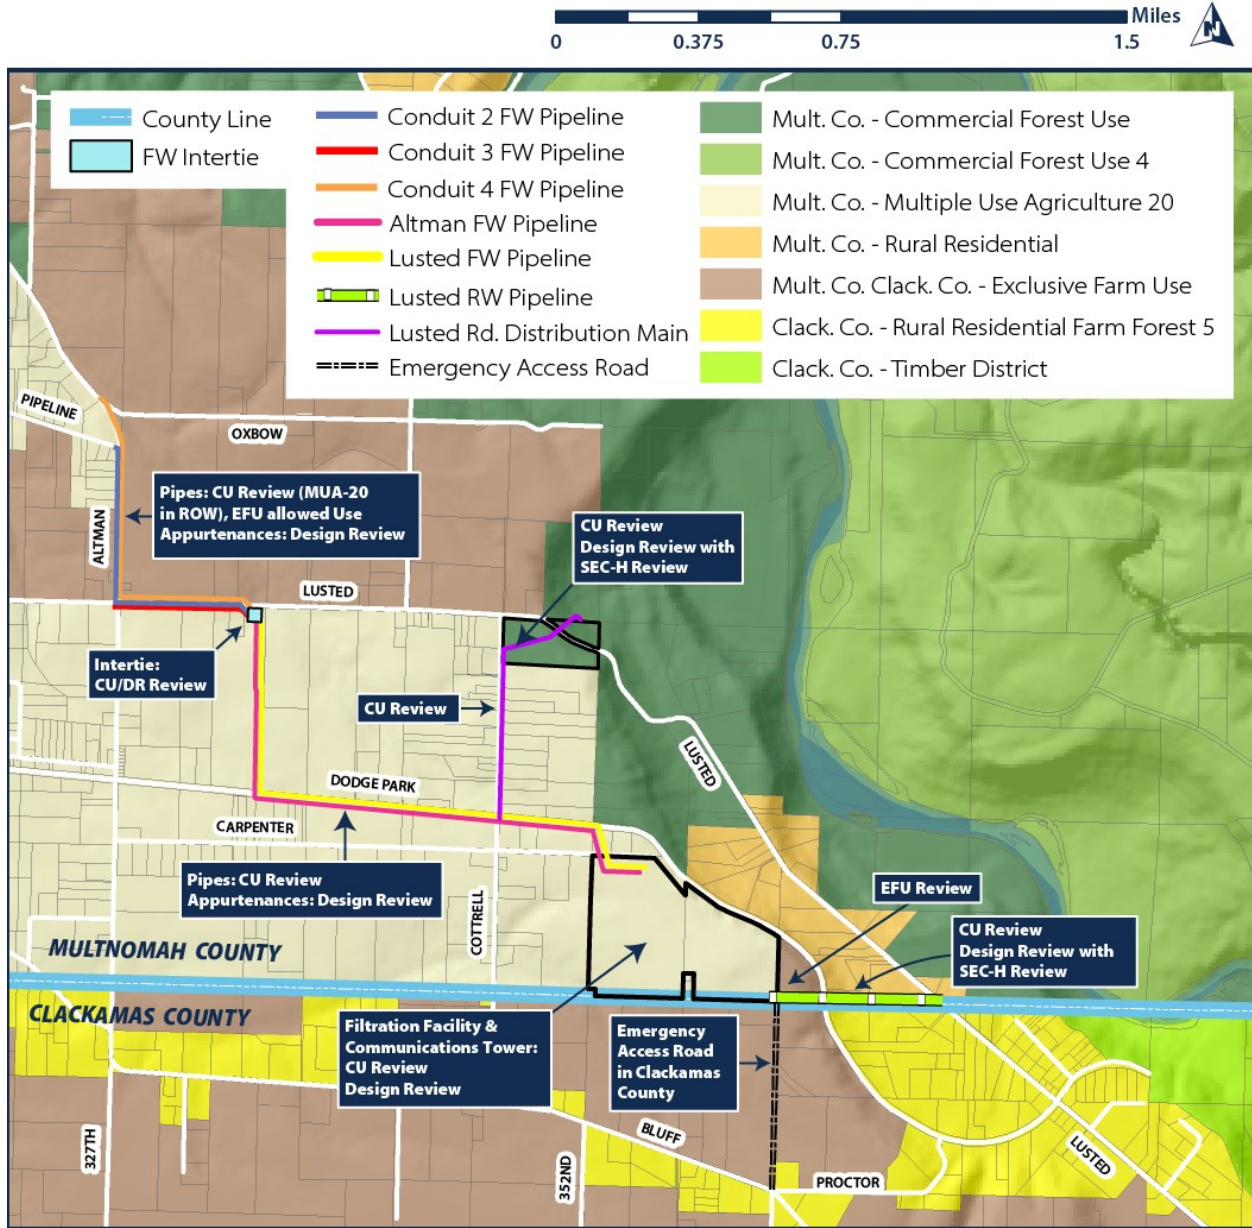 Miles
N
0 0.375 0.75 1.5
County Line
FW Intertie
Conduit 2 FW Pipeline
Conduit 3 FW Pipeline
Conduit 4 FW Pipeline
Altman FW Pipeline
Lusted FW Pipeline
Lusted RW Pipeline
Lusted Rd. Distribution Main
Emergency Access Road
Mult. Co. - Commercial Forest Use
Mult. Co. - Commercial Forest Use 4
Mult. Co. - Multiple Use Agriculture 20
Mult. Co. - Rural Residential
Mult. Co. Clack. Co. - Exclusive Farm Use
Clack. Co. - Rural Residential Farm Forest 5
Clack. Co. - Timber District
PIPELINE
OXBOW
Pipes: CU Review (MUA-20
in ROW), EFU allowed Use
Appurtenances: Design Review
ALTMAN
CU Review
Design Review with
SEC-H Review
LUSTED
Intertie:
CU/DR Review
CU Review
LUSTED
DODGE PARK
CARPENTER
Pipes: CU Review
Appurtenances: Design Review
COTTRELL
EFU Review
CU Review
Design Review with
SEC-H Review
MULTNOMAH COUNTY
CLACKAMAS COUNTY
Filtration Facility &
Communications Tower:
CU Review
Design Review
Emergency
Access Road
in Clackamas
County
327TH
352ND
BLUFF
PROCTOR
LUSTED